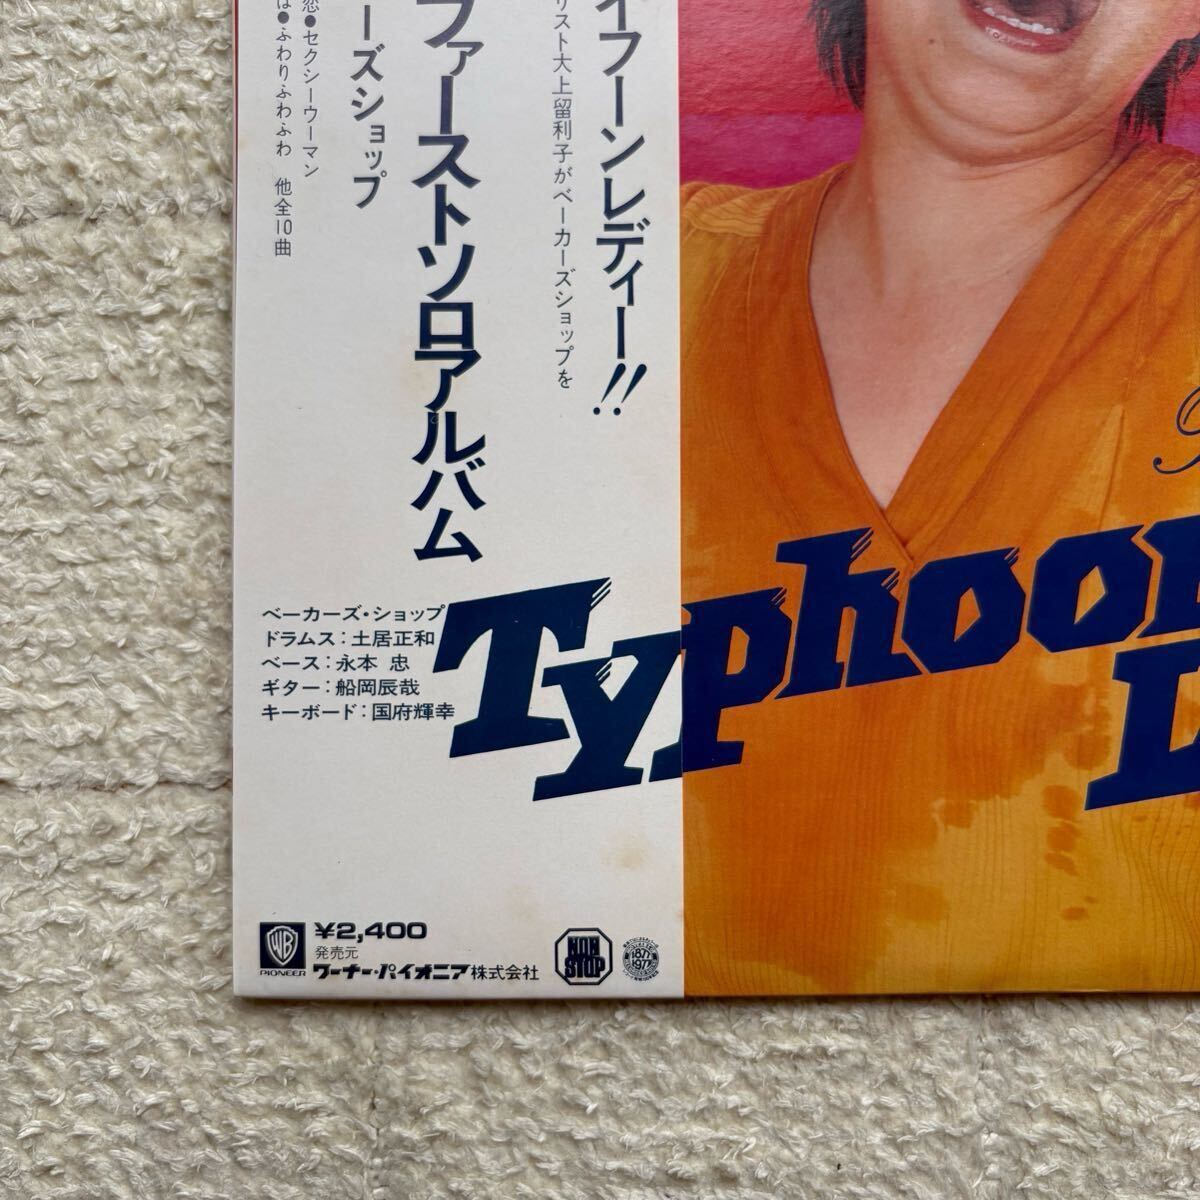 イフーンレディー!!
リスト大上留利子がベーカーズショップを
ファーストソロアルバム
ーズショップ
恋●セクシーウーマン
は●ふわりふわふわ 他全10曲
Typhoon
ベーカーズ・ショップ
ドラムス：土居正和
ベース：永本 忠
ギター：船岡辰哉
キーボード：国府輝幸
¥2,400
発売元
ワーナー・パイオニア株式会社
WB
PIONEER
NON
STOP
1877
1977